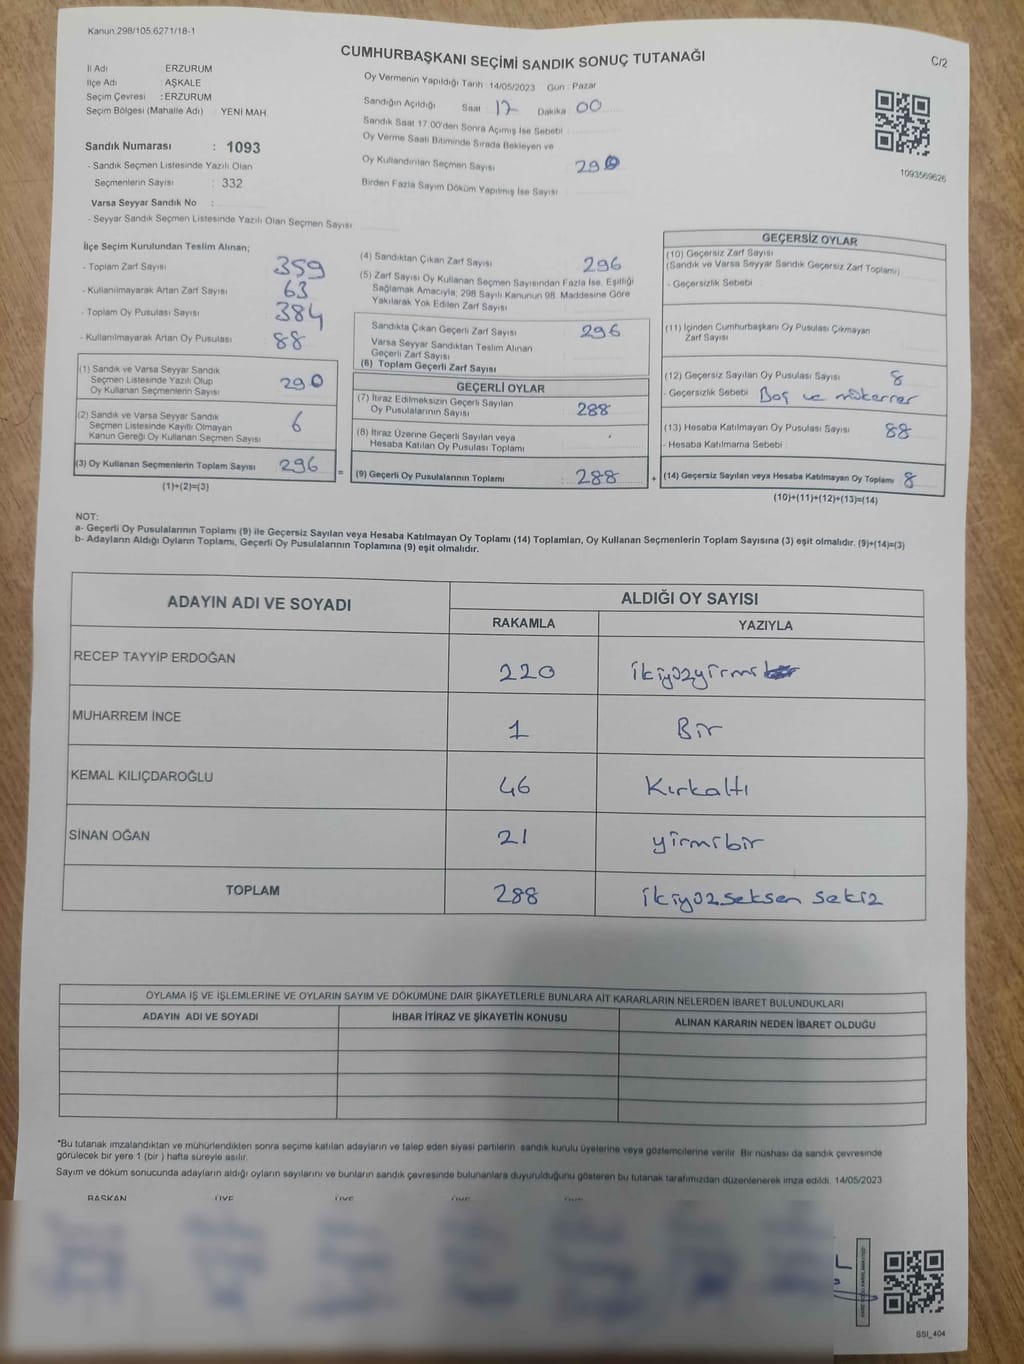 Kanun.298/105.6271/18-1
CUMHURBAŞKANI SEÇİMİ SANDIK SONUÇ TUTANAĞI
C/2
İl Adı ERZURUM
İlçe Adı AŞKALE
Seçim Çevresi : ERZURUM
Seçim Bölgesi (Mahalle Adı) : YENİ MAH
Sandık Numarası : 1093
- Sandık Seçmen Listesinde Yazılı Olan
Seçmenlerin Sayısı : 332
Varsa Seyyar Sandık No :
- Seyyar Sandık Seçmen Listesinde Yazılı Olan Seçmen Sayısı
Oy Vermenin Yapıldığı Tarih :14/05/2023 Gün : Pazar
Sandığın Açıldığı Saat : 17 Dakika : 00
Sandık Saat 17.00'den Sonra Açımış İse Sebebi
Oy Verme Saati Bitiminde Sırada Bekleyen ve
Oy Kullandırılan Seçmen Sayısı 290
Birden Fazla Sayım Döküm Yapılmış İse Sayısı
1093569626
İlçe Seçim Kurulundan Teslim Alınan;
- Toplam Zarf Sayısı 359
- Kullanılmayarak Artan Zarf Sayısı 63
- Toplam Oy Pusulası Sayısı 384
- Kullanılmayarak Artan Oy Pusulası 88
(1) Sandık ve Varsa Seyyar Sandık
Seçmen Listesinde Yazılı Olup
Oy Kullanan Seçmenlerin Sayısı 290
(2) Sandık ve Varsa Seyyar Sandık
Seçmen Listesinde Kayıtlı Olmayan
Kanun Gereği Oy Kullanan Seçmen Sayısı 6
(3) Oy Kullanan Seçmenlerin Toplam Sayısı 296 =
(1)+(2)=(3)
(4) Sandıktan Çıkan Zarf Sayısı 296
(5) Zarf Sayısı Oy Kullanan Seçmen Sayısından Fazla İse, Eşitliği
Sağlamak Amacıyla, 298 Sayılı Kanunun 98. Maddesine Göre
Yakılarak Yok Edilen Zarf Sayısı
Sandıkta Çıkan Geçerli Zarf Sayısı 296
Varsa Seyyar Sandıktan Teslim Alınan
Geçerli Zarf Sayısı
(6) Toplam Geçerli Zarf Sayısı
GEÇERLİ OYLAR
(7) İtiraz Edilmeksizin Geçerli Sayılan
Oy Pusulalarının Sayısı 288
(8) İtiraz Üzerine Geçerli Sayılan veya
Hesaba Katılan Oy Pusulası Toplamı
(9) Geçerli Oy Pusulalarının Toplamı : 288 +
GEÇERSİZ OYLAR
(10) Geçersiz Zarf Sayısı
(Sandık ve Varsa Seyyar Sandık Geçersiz Zarf Toplamı)
- Geçersizlik Sebebi
(11) İçinden Cumhurbaşkanı Oy Pusulası Çıkmayan
Zarf Sayısı
(12) Geçersiz Sayılan Oy Pusulası Sayısı 8
- Geçersizlik Sebebi Boş ve mükerrer
(13) Hesaba Katılmayan Oy Pusulası Sayısı 88
- Hesaba Katılmama Sebebi
(14) Geçersiz Sayılan veya Hesaba Katılmayan Oy Toplamı 8
(10)+(11)+(12)+(13)=(14)
NOT:
a- Geçerli Oy Pusulalarının Toplamı (9) ile Geçersiz Sayılan veya Hesaba Katılmayan Oy Toplamı (14) Toplamları, Oy Kullanan Seçmenlerin Toplam Sayısına (3) eşit olmalıdır. (9)+(14)=(3)
b- Adayların Aldığı Oyların Toplamı, Geçerli Oy Pusulalarının Toplamına (9) eşit olmalıdır.
ADAYIN ADI VE SOYADI ALDIĞI OY SAYISI
RAKAMLA YAZIYLA
RECEP TAYYİP ERDOĞAN 220 ikiyüzyirmi
MUHARREM İNCE 1 Bir
KEMAL KILIÇDAROĞLU 46 Kırkaltı
SİNAN OĞAN 21 yirmibir
TOPLAM 288 ikiyüzseksen sekiz
OYLAMA İŞ VE İŞLEMLERİNE VE OYLARIN SAYIM VE DÖKÜMÜNE DAİR ŞİKAYETLERLE BUNLARA AİT KARARLARIN NELERDEN İBARET BULUNDUKLARI
ADAYIN ADI VE SOYADI İHBAR İTİRAZ VE ŞİKAYETİN KONUSU ALINAN KARARIN NEDEN İBARET OLDUĞU
*Bu tutanak imzalandıktan ve mühürlendikten sonra seçime katılan adayların ve talep eden siyasi partilerin sandık kurulu üyelerine veya gözlemcilerine verilir. Bir nüshası da sandık çevresinde
görülecek bir yere 1 (bir ) hafta süreyle asılır.
Sayım ve döküm sonucunda adayların aldığı oyların sayılarını ve bunların sandık çevresinde bulunanlara duyurulduğunu gösteren bu tutanak tarafımızdan düzenlenerek imza edildi. 14/05/2023
BAŞKAN ÜYE ÜYE ÜYE
SSI_404